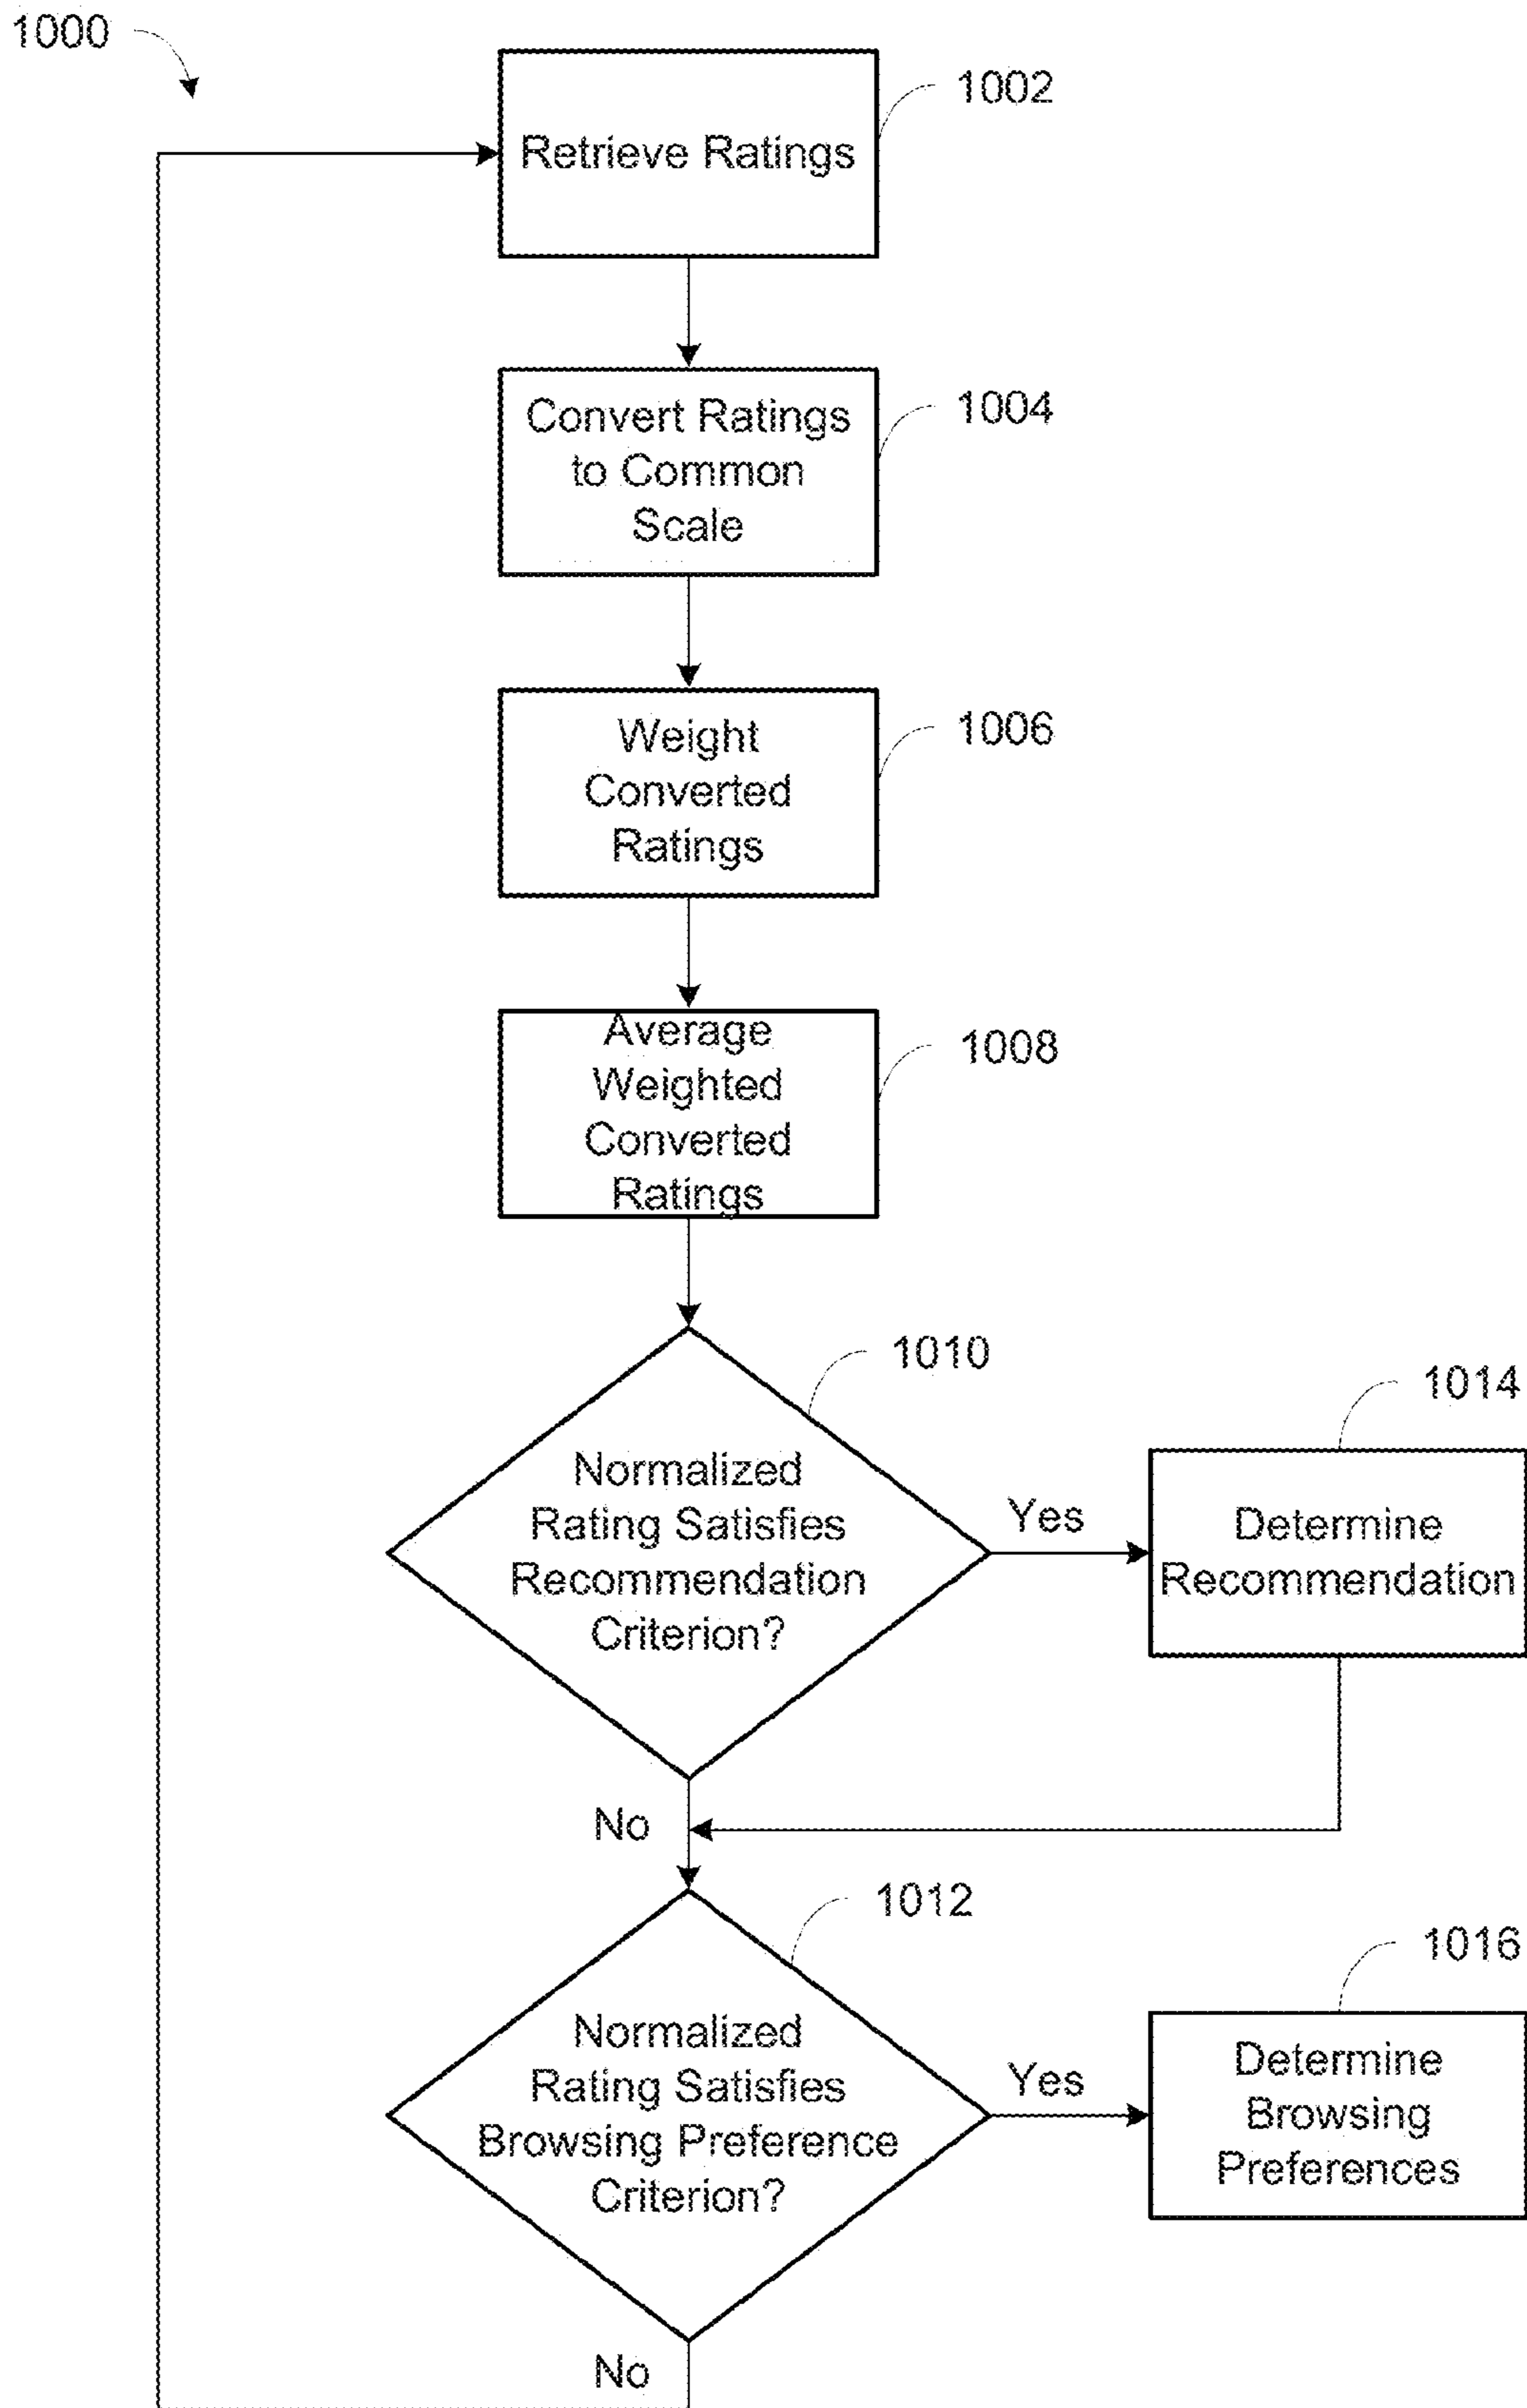 1000
1002
Retrieve Ratings
1004
Convert Ratings
to Common
Scale
1006
Weight
Converted
Ratings
1008
Average
Weighted
Converted
Ratings
1010
Normalized
Rating Satisfies
Recommendation
Criterion?
Yes
1014
Determine
Recommendation
No
1012
Normalized
Rating Satisfies
Browsing Preference
Criterion?
Yes
1016
Determine
Browsing
Preferences
No